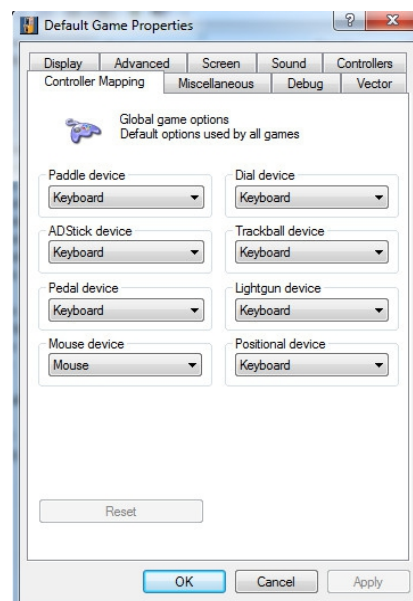 Default Game Properties
Display Advanced Screen Sound Controllers
Controller Mapping Miscellaneous Debug Vector
Global game options
Default options used by all games
Paddle device Dial device
Keyboard Keyboard
ADStick device Trackball device
Keyboard Keyboard
Pedal device Lightgun device
Keyboard Keyboard
Mouse device Positional device
Mouse Keyboard
Reset
OK Cancel Apply